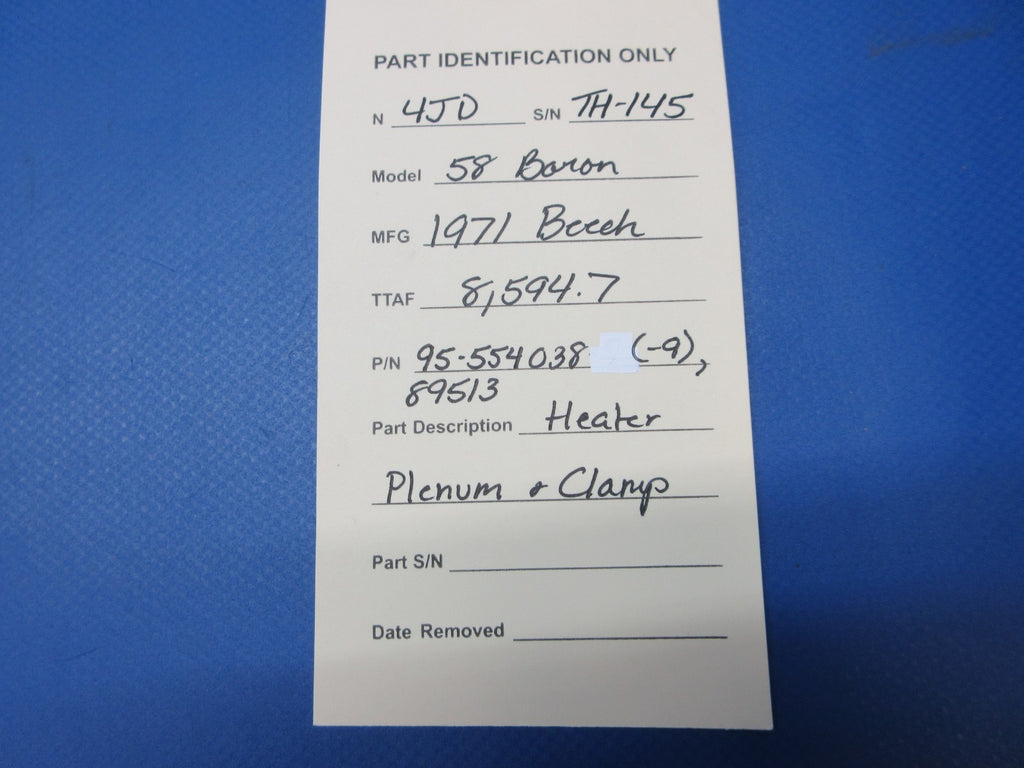 PART IDENTIFICATION ONLY
N 4JD S/N TH-145
Model 58 Baron
MFG 1971 Beech
TTAF 8,594.7
P/N 95-554038 (-9),
89513
Part Description Heater
Plenum & Clamp
Part S/N
Date Removed